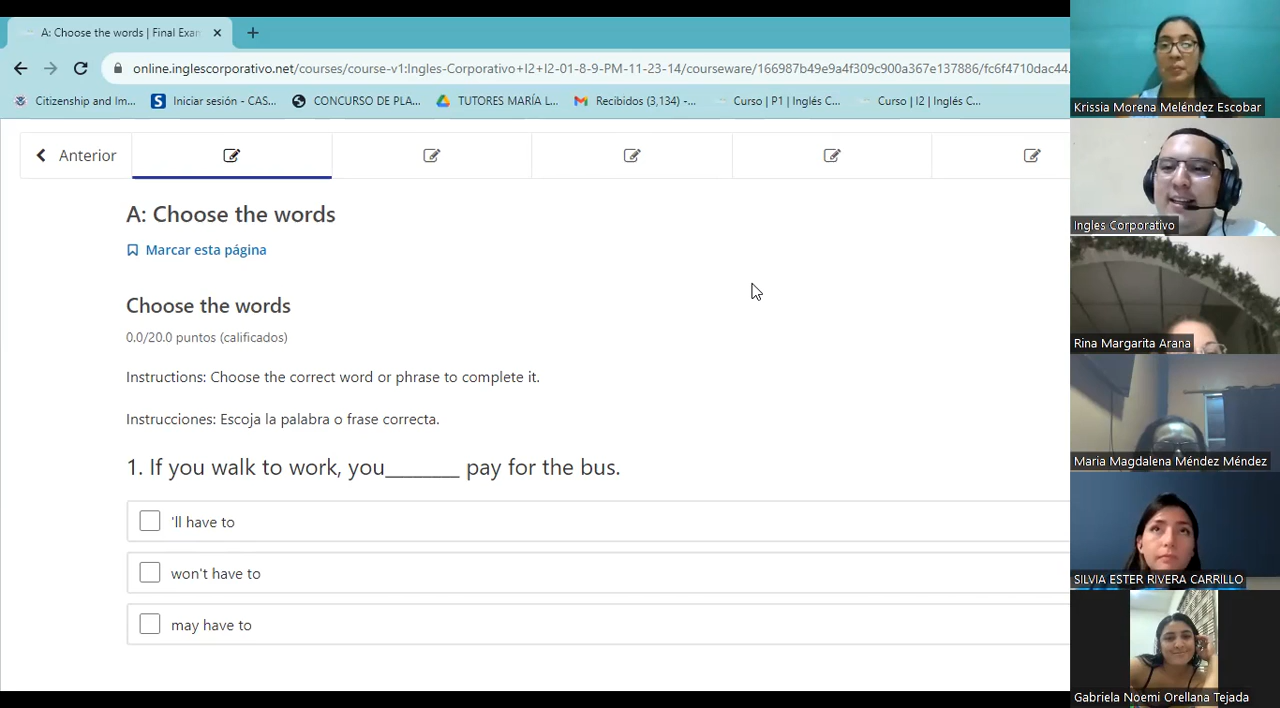 A: Choose the words | Final Exan
online.inglescorporativo.net/courses/course-v1:Ingles-Corporativo+I2+I2-01-8-9-PM-11-23-14/courseware/166987b49e9a4f309c900a367e137886/fc6f4710dac44.
Citizenship and Im...
Iniciar sesión - CAS...
CONCURSO DE PLA...
TUTORES MARÍA L...
Recibidos (3,134) -...
Curso | P1 | Inglés C...
Curso | I2 | Inglés C...
Anterior
A: Choose the words
Marcar esta página
Choose the words
0.0/20.0 puntos (calificados)
Instructions: Choose the correct word or phrase to complete it.
Instrucciones: Escoja la palabra o frase correcta.
1. If you walk to work, you________ pay for the bus.
'll have to
won't have to
may have to
Krissia Morena Meléndez Escobar
Ingles Corporativo
Rina Margarita Arana
Maria Magdalena Méndez Méndez
SILVIA ESTER RIVERA CARRILLO
Gabriela Noemi Orellana Tejada